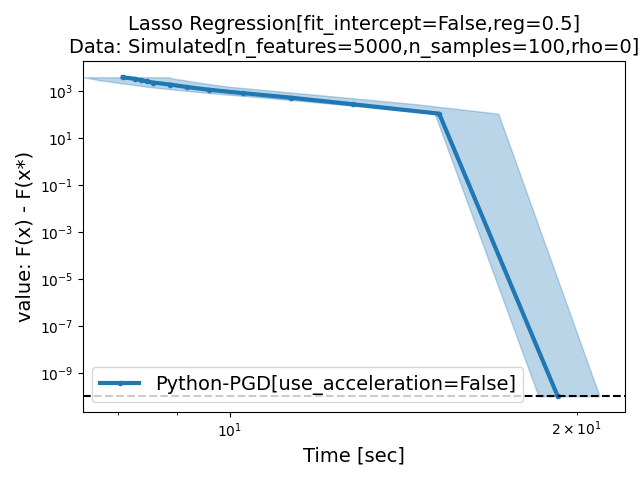 Lasso Regression[fit_intercept=False,reg=0.5]
Data: Simulated[n_features=5000,n_samples=100,rho=0]
value: F(x) - F(x*)
10³
10¹
10⁻¹
10⁻³
10⁻⁵
10⁻⁷
10⁻⁹
Python-PGD[use_acceleration=False]
10¹
2 × 10¹
Time [sec]